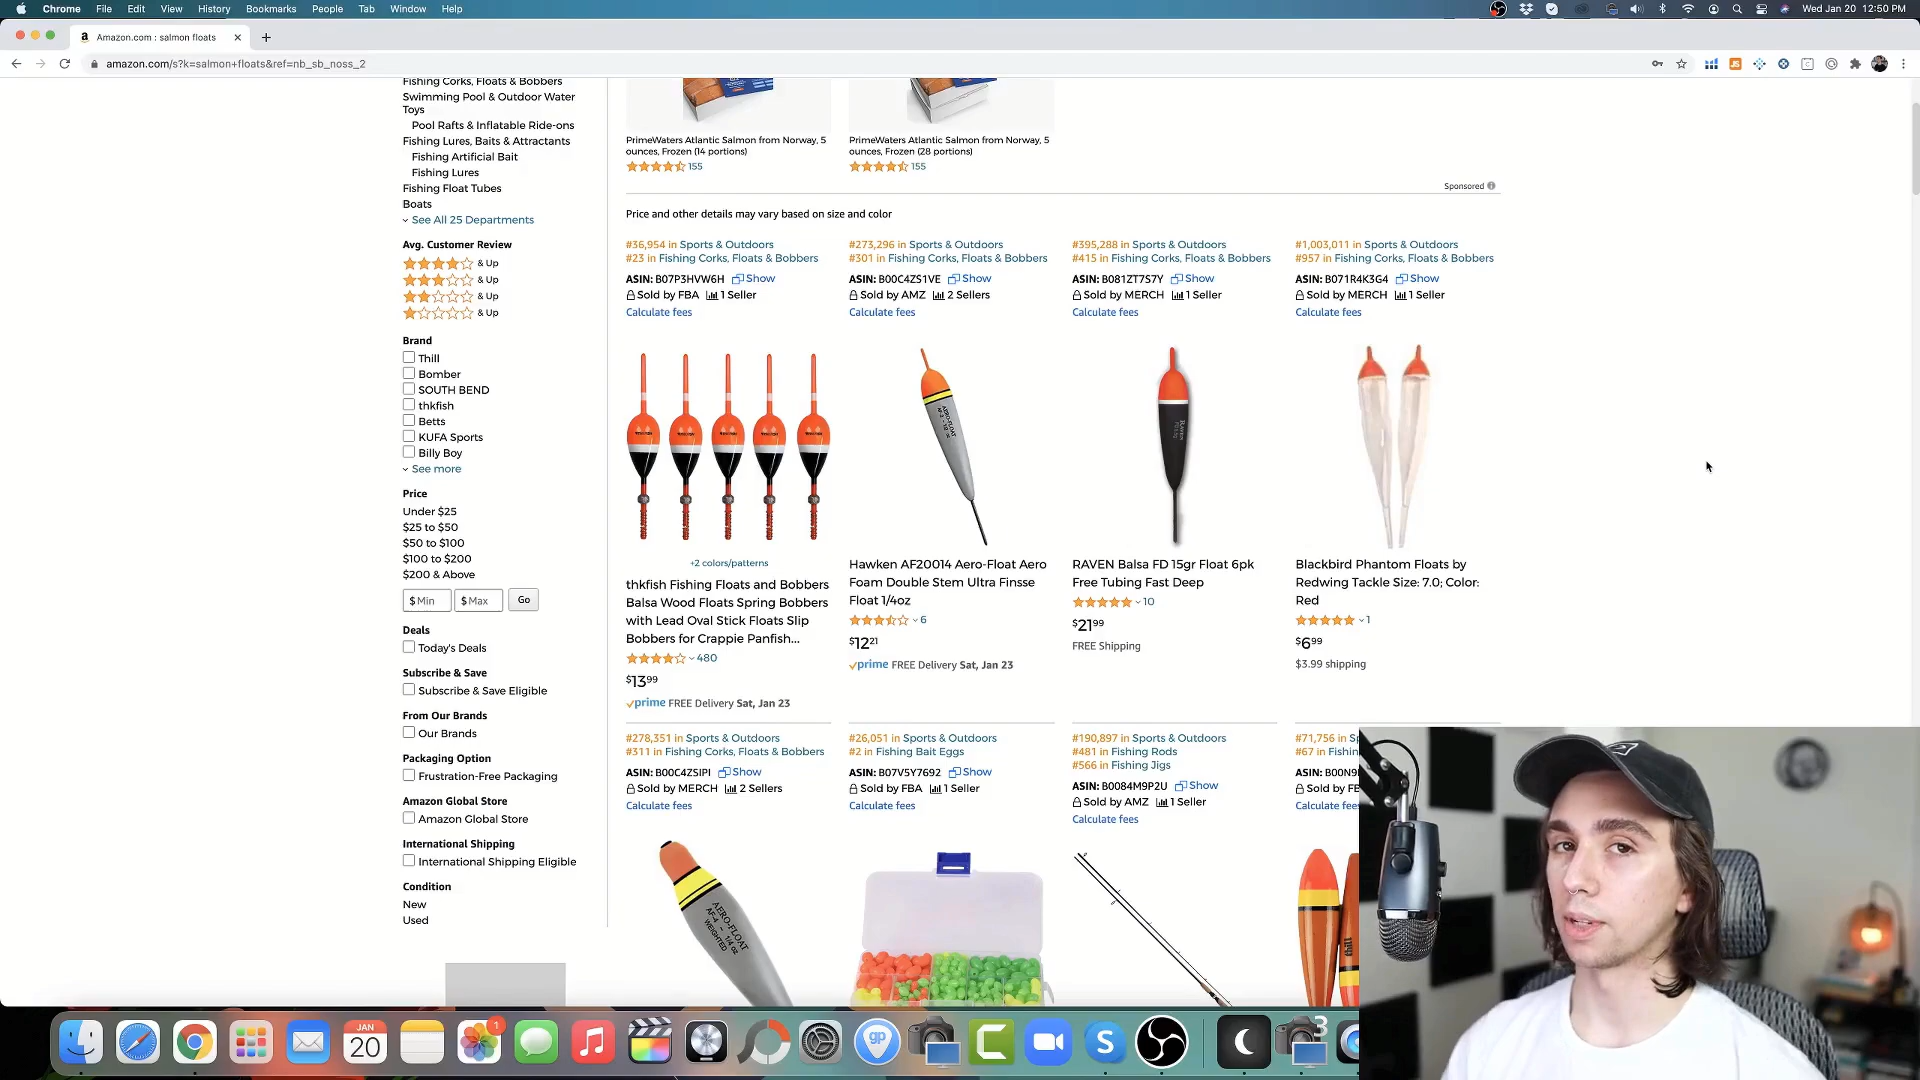 Chrome File Edit View History Bookmarks People Tab Window Help
Wed Jan 20 12:50 PM
Amazon.com : salmon floats
amazon.com/s?k=salmon+floats&ref=nb_sb_noss_2
Fishing Corks, Floats & Bobbers
Swimming Pool & Outdoor Water
Toys
Pool Rafts & Inflatable Ride-ons
Fishing Lures, Baits & Attractants
Fishing Artificial Bait
Fishing Lures
Fishing Float Tubes
Boats
See All 25 Departments
Avg. Customer Review
& Up
& Up
& Up
& Up
Brand
Thill
Bomber
SOUTH BEND
thkfish
Betts
KUFA Sports
Billy Boy
See more
Price
Under $25
$25 to $50
$50 to $100
$100 to $200
$200 & Above
$ Min $ Max Go
Deals
Today's Deals
Subscribe & Save
Subscribe & Save Eligible
From Our Brands
Our Brands
Packaging Option
Frustration-Free Packaging
Amazon Global Store
Amazon Global Store
International Shipping
International Shipping Eligible
Condition
New
Used
PrimeWaters Atlantic Salmon from Norway, 5
ounces, Frozen (14 portions)
155
PrimeWaters Atlantic Salmon from Norway, 5
ounces, Frozen (28 portions)
155
Sponsored
Price and other details may vary based on size and color
#36,954 in Sports & Outdoors
#23 in Fishing Corks, Floats & Bobbers
ASIN: B07P3HVW6H Show
Sold by FBA 1 Seller
Calculate fees
+2 colors/patterns
thkfish Fishing Floats and Bobbers
Balsa Wood Floats Spring Bobbers
with Lead Oval Stick Floats Slip
Bobbers for Crappie Panfish...
480
$13 99
prime FREE Delivery Sat, Jan 23
#273,296 in Sports & Outdoors
#301 in Fishing Corks, Floats & Bobbers
ASIN: B00C4ZS1VE Show
Sold by AMZ 2 Sellers
Calculate fees
Hawken AF20014 Aero-Float Aero
Foam Double Stem Ultra Finsse
Float 1/4oz
6
$12 21
prime FREE Delivery Sat, Jan 23
#395,288 in Sports & Outdoors
#415 in Fishing Corks, Floats & Bobbers
ASIN: B081ZT7S7Y Show
Sold by MERCH 1 Seller
Calculate fees
RAVEN
RAVEN Balsa FD 15gr Float 6pk
Free Tubing Fast Deep
10
$21 99
FREE Shipping
#1,003,011 in Sports & Outdoors
#957 in Fishing Corks, Floats & Bobbers
ASIN: B071R4K3G4 Show
Sold by MERCH 1 Seller
Calculate fees
Blackbird Phantom Floats by
Redwing Tackle Size: 7.0; Color:
Red
1
$6 99
$3.99 shipping
#278,351 in Sports & Outdoors
#311 in Fishing Corks, Floats & Bobbers
ASIN: B00C4ZSIPI Show
Sold by MERCH 2 Sellers
Calculate fees
AERO-FLOAT
AF-4 - 1/4 oz
WEIGHTED
#26,051 in Sports & Outdoors
#2 in Fishing Bait Eggs
ASIN: B07V5Y7692 Show
Sold by FBA 1 Seller
Calculate fees
#190,897 in Sports & Outdoors
#481 in Fishing Rods
#566 in Fishing Jigs
ASIN: B0084M9P2U Show
Sold by AMZ 1 Seller
Calculate fees
#71,756 in Sp
#67 in Fishin
ASIN: B00N9
Sold by FB
Calculate fees
thill
JAN
20
1
gp
3